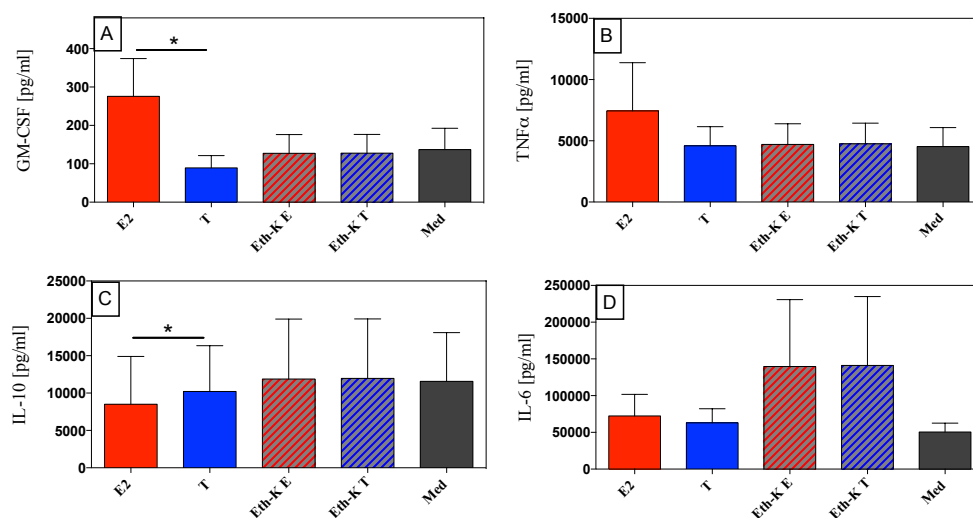 A
*
GM-CSF [pg/ml]
400
300
200
100
0
E2
T
Eth-K E
Eth-K T
Med
B
TNFα [pg/ml]
15000
10000
5000
0
E2
T
Eth-K E
Eth-K T
Med
C
*
IL-10 [pg/ml]
25000
20000
15000
10000
5000
0
E2
T
Eth-K E
Eth-K T
Med
D
IL-6 [pg/ml]
250000
200000
150000
100000
50000
0
E2
T
Eth-K E
Eth-K T
Med